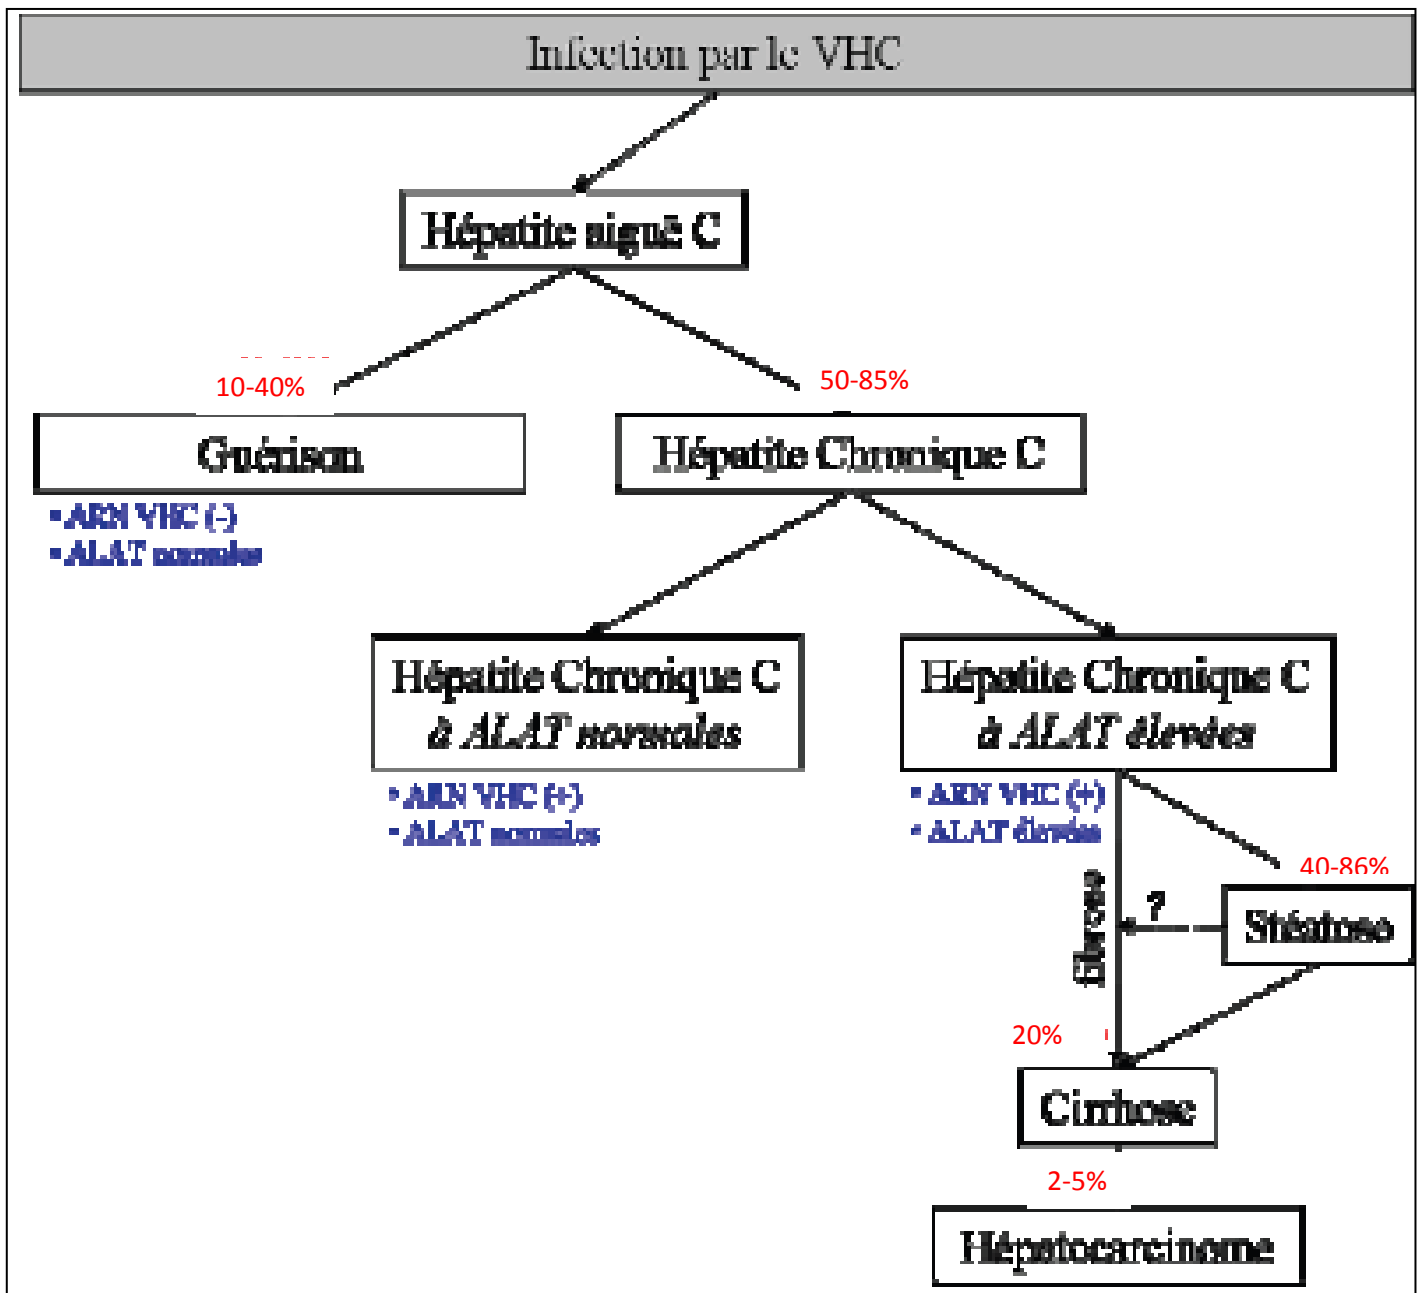 Infection par le VHC
Hépatite aiguë C
10-40%
50-85%
Guérison
Hépatite Chronique C
• ARN VHC (-)
• ALAT normales
Hépatite Chronique C
à ALAT normales
Hépatite Chronique C
à ALAT élevées
• ARN VHC (+)
• ALAT normales
• ARN VHC (+)
• ALAT élevées
40-86%
fibrose
?
Stéatose
20%
Cirrhose
2-5%
Hépatocarcinome